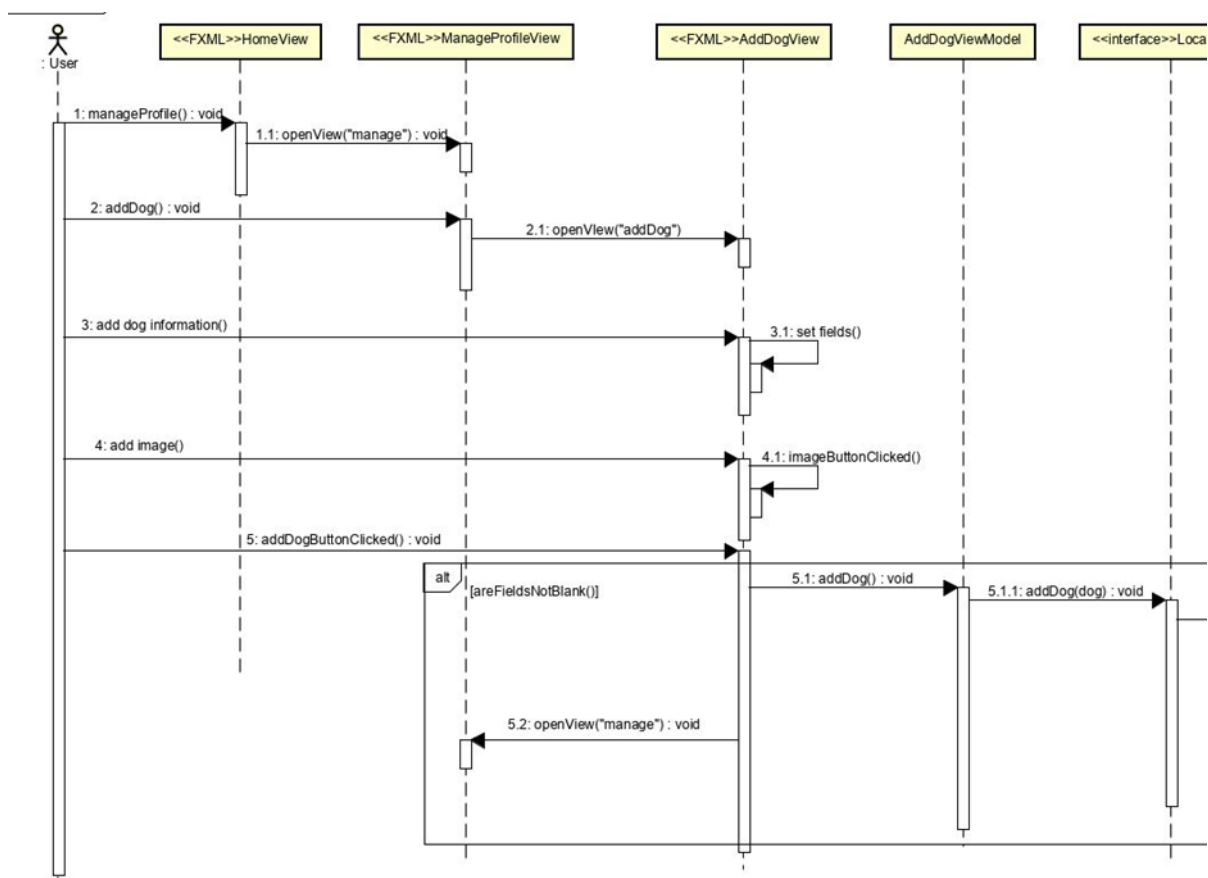 <<FXML>>HomeView
<<FXML>>ManageProfileView
<<FXML>>AddDogView
AddDogViewModel
<<interface>>Loca
: User
1: manageProfile() : void
1.1: openView("manage") : void
2: addDog() : void
2.1: openVIew("addDog")
3: add dog information()
3.1: set fields()
4: add image()
4.1: imageButtonClicked()
5: addDogButtonClicked() : void
alt
[areFieldsNotBlank()]
5.1: addDog() : void
5.1.1: addDog(dog) : void
5.2: openView("manage") : void